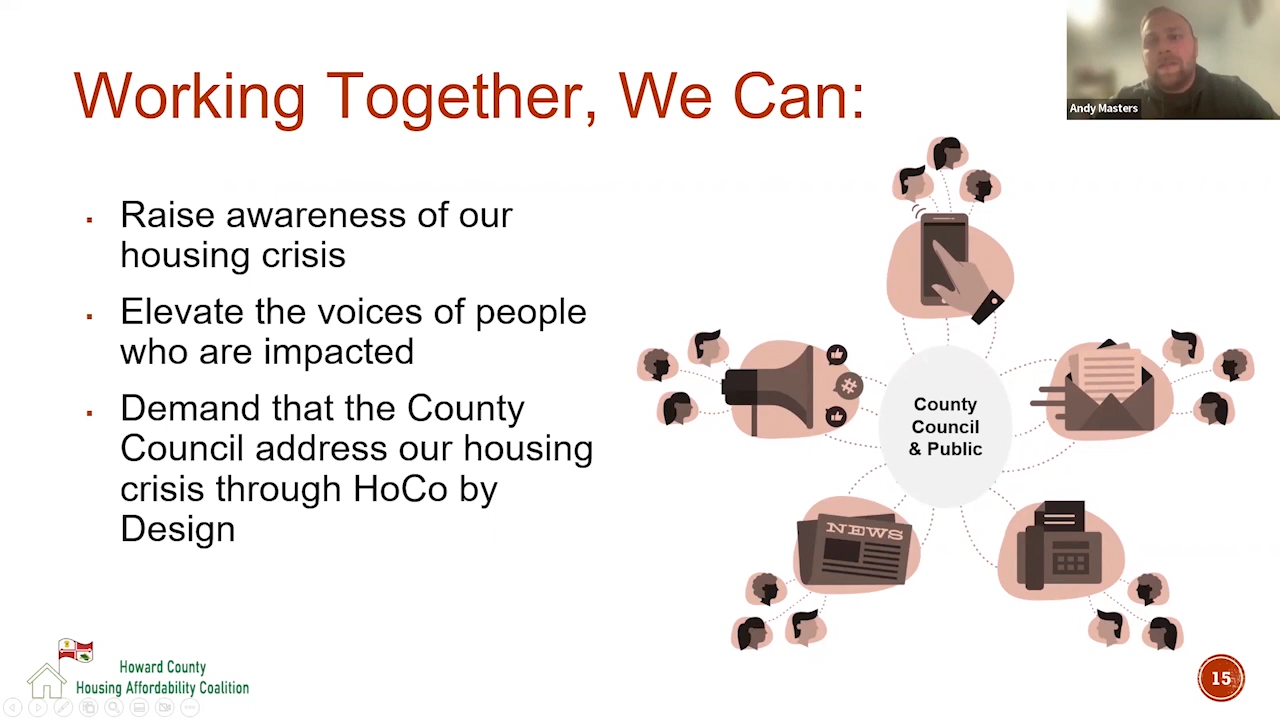 Working Together, We Can:
Andy Masters
Raise awareness of our
housing crisis
Elevate the voices of people
who are impacted
Demand that the County
Council address our housing
crisis through HoCo by
Design
County
Council
& Public
#
NEWS
Howard County
Housing Affordability Coalition
15